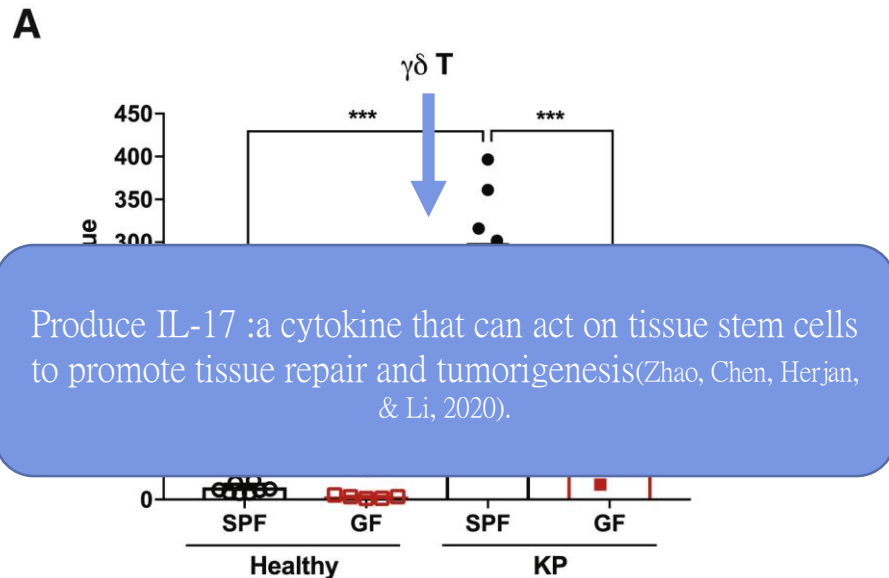 A
γδ T
*** ***
450
400
350
300
Produce IL-17 :a cytokine that can act on tissue stem cells
to promote tissue repair and tumorigenesis(Zhao, Chen, Herjan,
& Li, 2020).
0
SPF GF SPF GF
Healthy KP